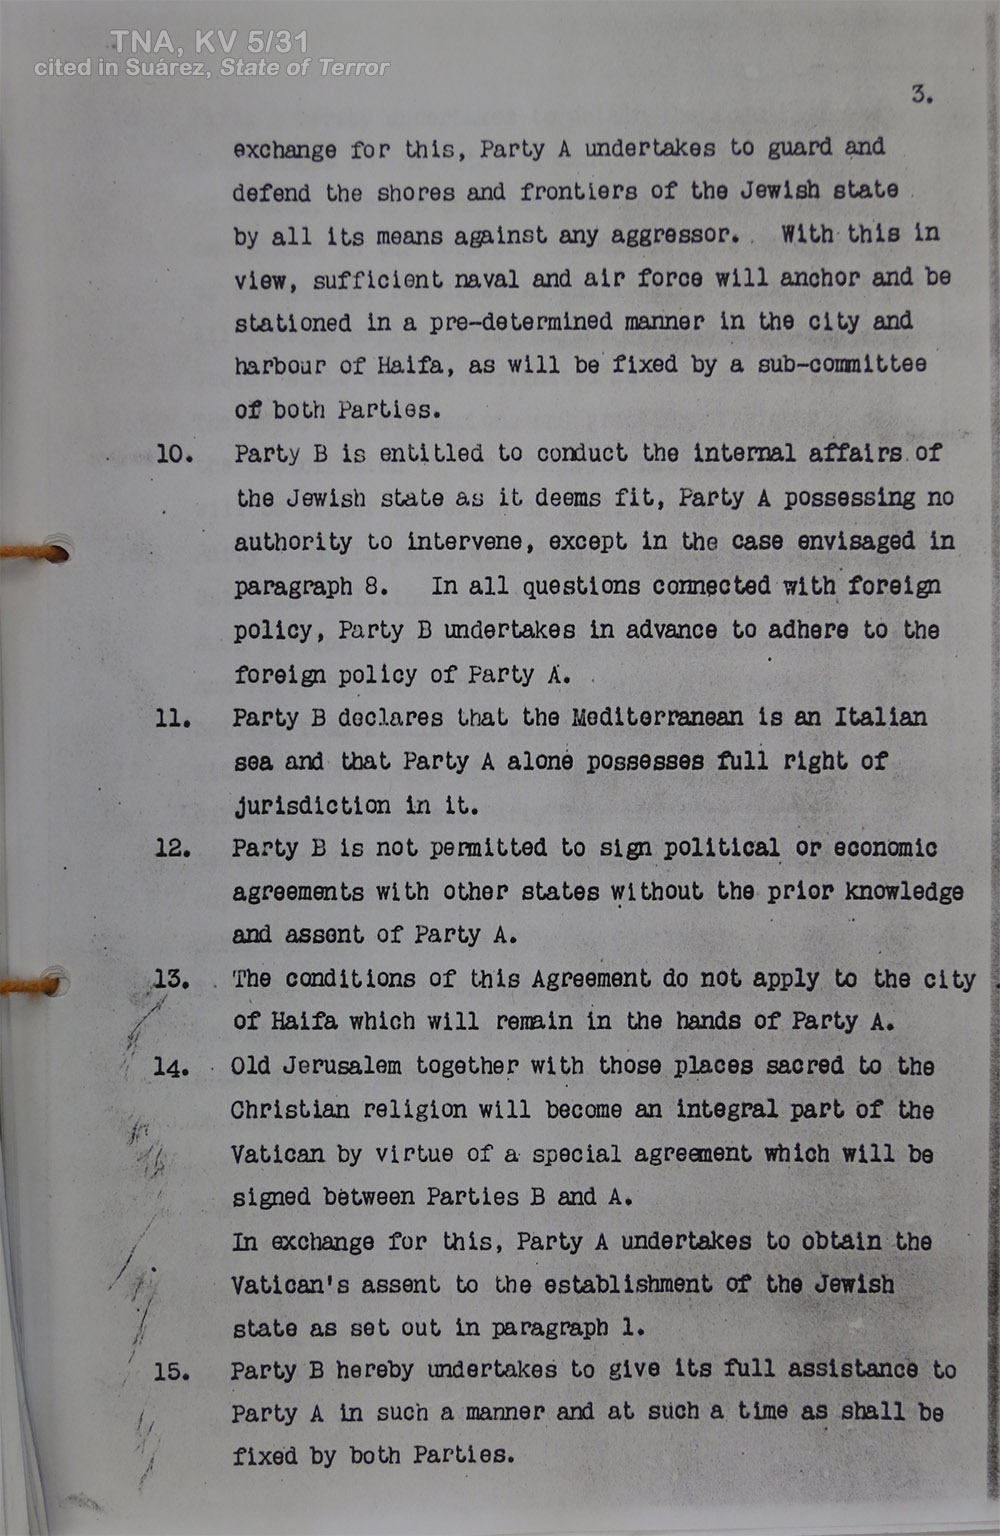 TNA, KV 5/31
cited in Suárez, State of Terror
3.
exchange for this, Party A undertakes to guard and
defend the shores and frontiers of the Jewish state
by all its means against any aggressor. With this in
view, sufficient naval and air force will anchor and be
stationed in a pre-determined manner in the city and
harbour of Haifa, as will be fixed by a sub-committee
of both Parties.
10. Party B is entitled to conduct the internal affairs of
the Jewish state as it deems fit, Party A possessing no
authority to intervene, except in the case envisaged in
paragraph 8. In all questions connected with foreign
policy, Party B undertakes in advance to adhere to the
foreign policy of Party A.
11. Party B declares that the Mediterranean is an Italian
sea and that Party A alone possesses full right of
jurisdiction in it.
12. Party B is not permitted to sign political or economic
agreements with other states without the prior knowledge
and assent of Party A.
13. The conditions of this Agreement do not apply to the city
of Haifa which will remain in the hands of Party A.
14. Old Jerusalem together with those places sacred to the
Christian religion will become an integral part of the
Vatican by virtue of a special agreement which will be
signed between Parties B and A.
In exchange for this, Party A undertakes to obtain the
Vatican's assent to the establishment of the Jewish
state as set out in paragraph 1.
15. Party B hereby undertakes to give its full assistance to
Party A in such a manner and at such a time as shall be
fixed by both Parties.